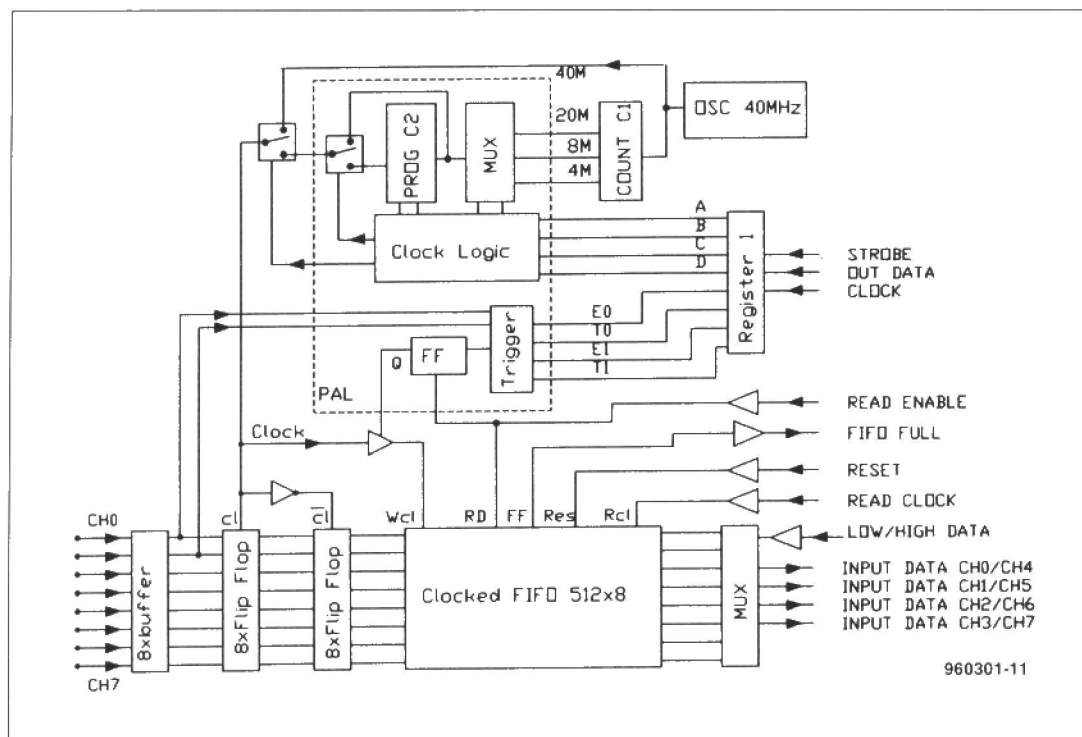 40M
OSC 40MHz
PROG C2
MUX
20M
8M
4M
COUNT C1
A
B
C
D
Clock Logic
Register 1
STROBE
OUT DATA
CLOCK
E0
T0
E1
T1
Trigger
Q
FF
PAL
READ ENABLE
Clock
FIFO FULL
RESET
READ CLOCK
CH0
cl
cl
Wcl
RD
FF
Res
Rcl
LOW/HIGH DATA
8xbuffer
8xFlip Flop
8xFlip Flop
Clocked FIFO 512x8
MUX
INPUT DATA CH0/CH4
INPUT DATA CH1/CH5
INPUT DATA CH2/CH6
INPUT DATA CH3/CH7
CH7
960301-11